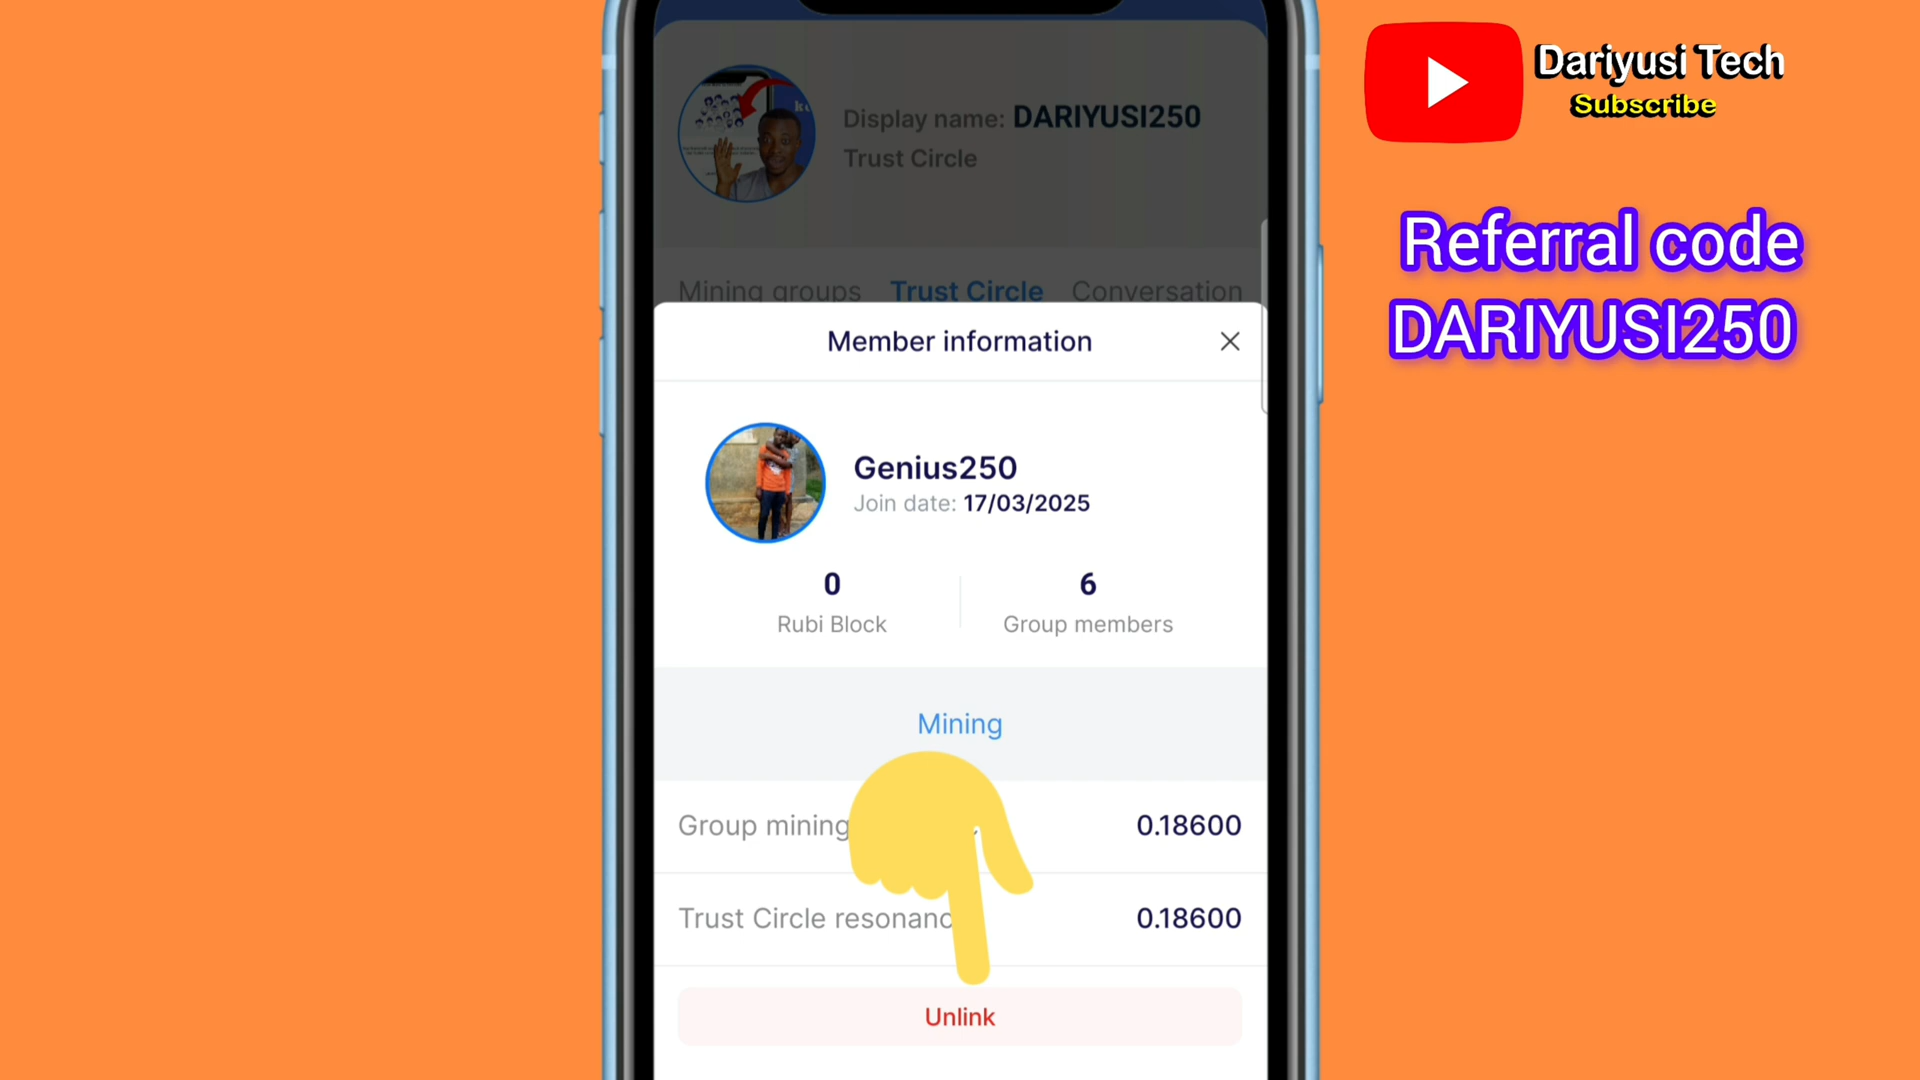 Dariyusi Tech
Subscribe
Referral code
DARIYUSI250
Display name: DARIYUSI250
Trust Circle
Mining groups Trust Circle Conversation
Member information
Genius250
Join date: 17/03/2025
0
Rubi Block
6
Group members
Mining
Group mining 0.18600
Trust Circle resonanc 0.18600
Unlink